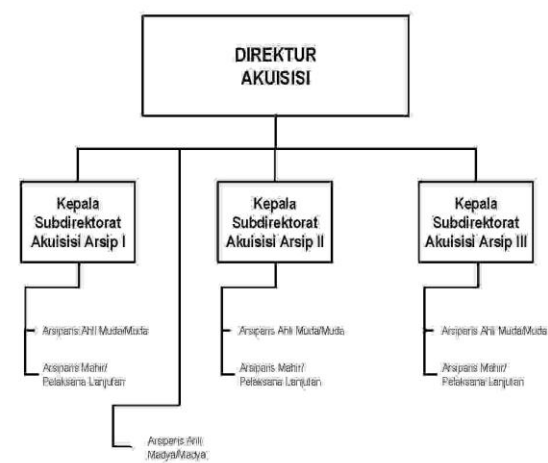 DIREKTUR
AKUISISI
Kepala
Subdirektorat
Akuisisi Arsip I
Kepala
Subdirektorat
Akuisisi Arsip II
Kepala
Subdirektorat
Akuisisi Arsip III
Arsiparis Ahli Muda/Muda
Arsiparis Mahir/
Pelaksana Lanjutan
Arsiparis Ahli Muda/Muda
Arsiparis Mahir/
Pelaksana Lanjutan
Arsiparis Ahli Muda/Muda
Arsiparis Mahir/
Pelaksana Lanjutan
Arsiparis Ahli
Madya/Madya